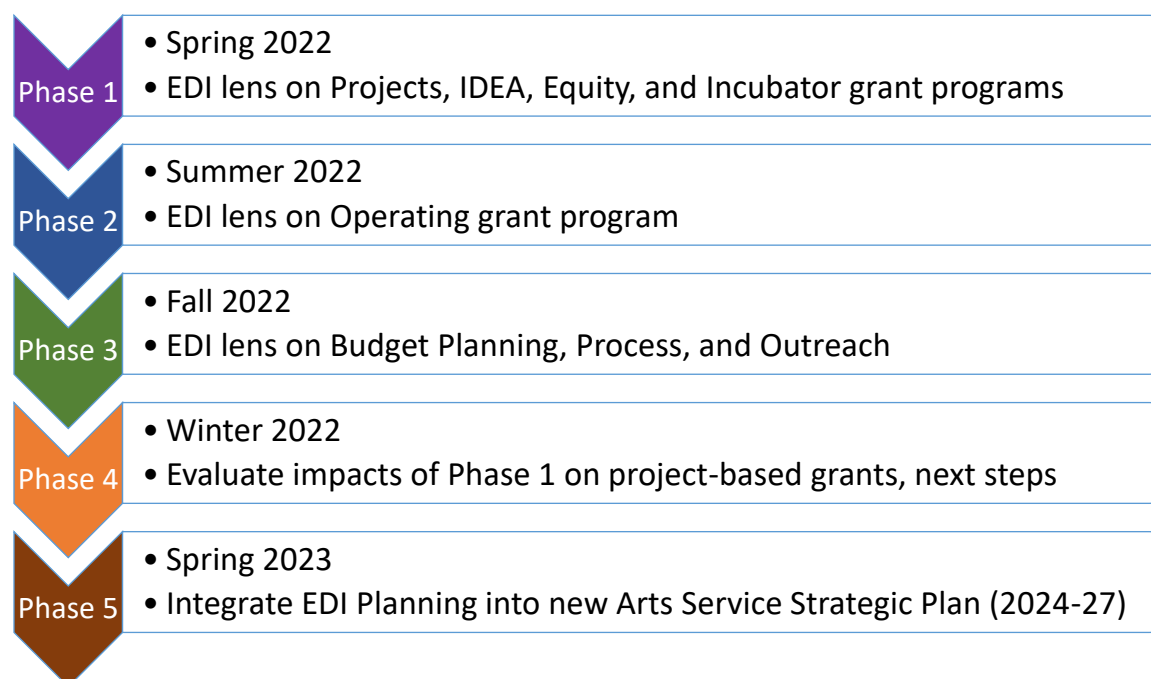 Phase 1
• Spring 2022
• EDI lens on Projects, IDEA, Equity, and Incubator grant programs
Phase 2
• Summer 2022
• EDI lens on Operating grant program
Phase 3
• Fall 2022
• EDI lens on Budget Planning, Process, and Outreach
Phase 4
• Winter 2022
• Evaluate impacts of Phase 1 on project-based grants, next steps
Phase 5
• Spring 2023
• Integrate EDI Planning into new Arts Service Strategic Plan (2024-27)